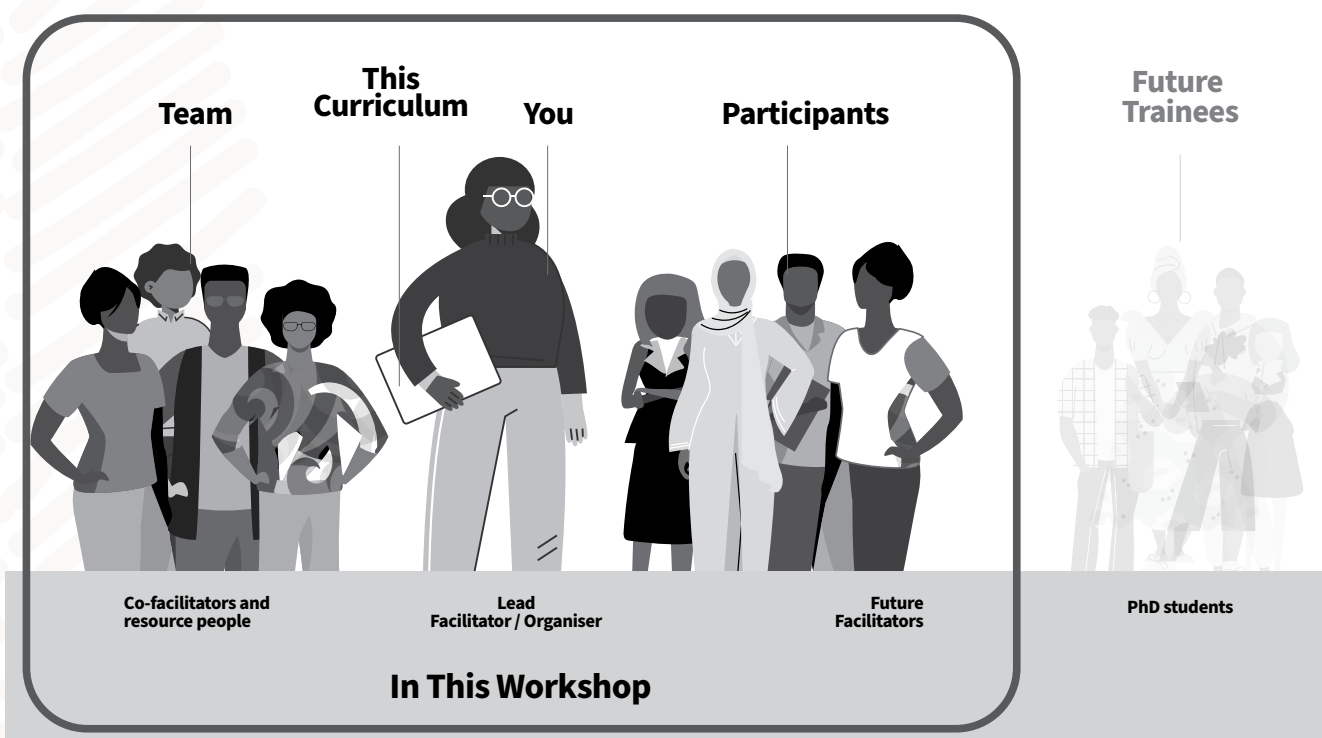 This
Curriculum
Team
You
Participants
Future
Trainees
Co-facilitators and
resource people
Lead
Facilitator / Organiser
Future
Facilitators
PhD students
In This Workshop